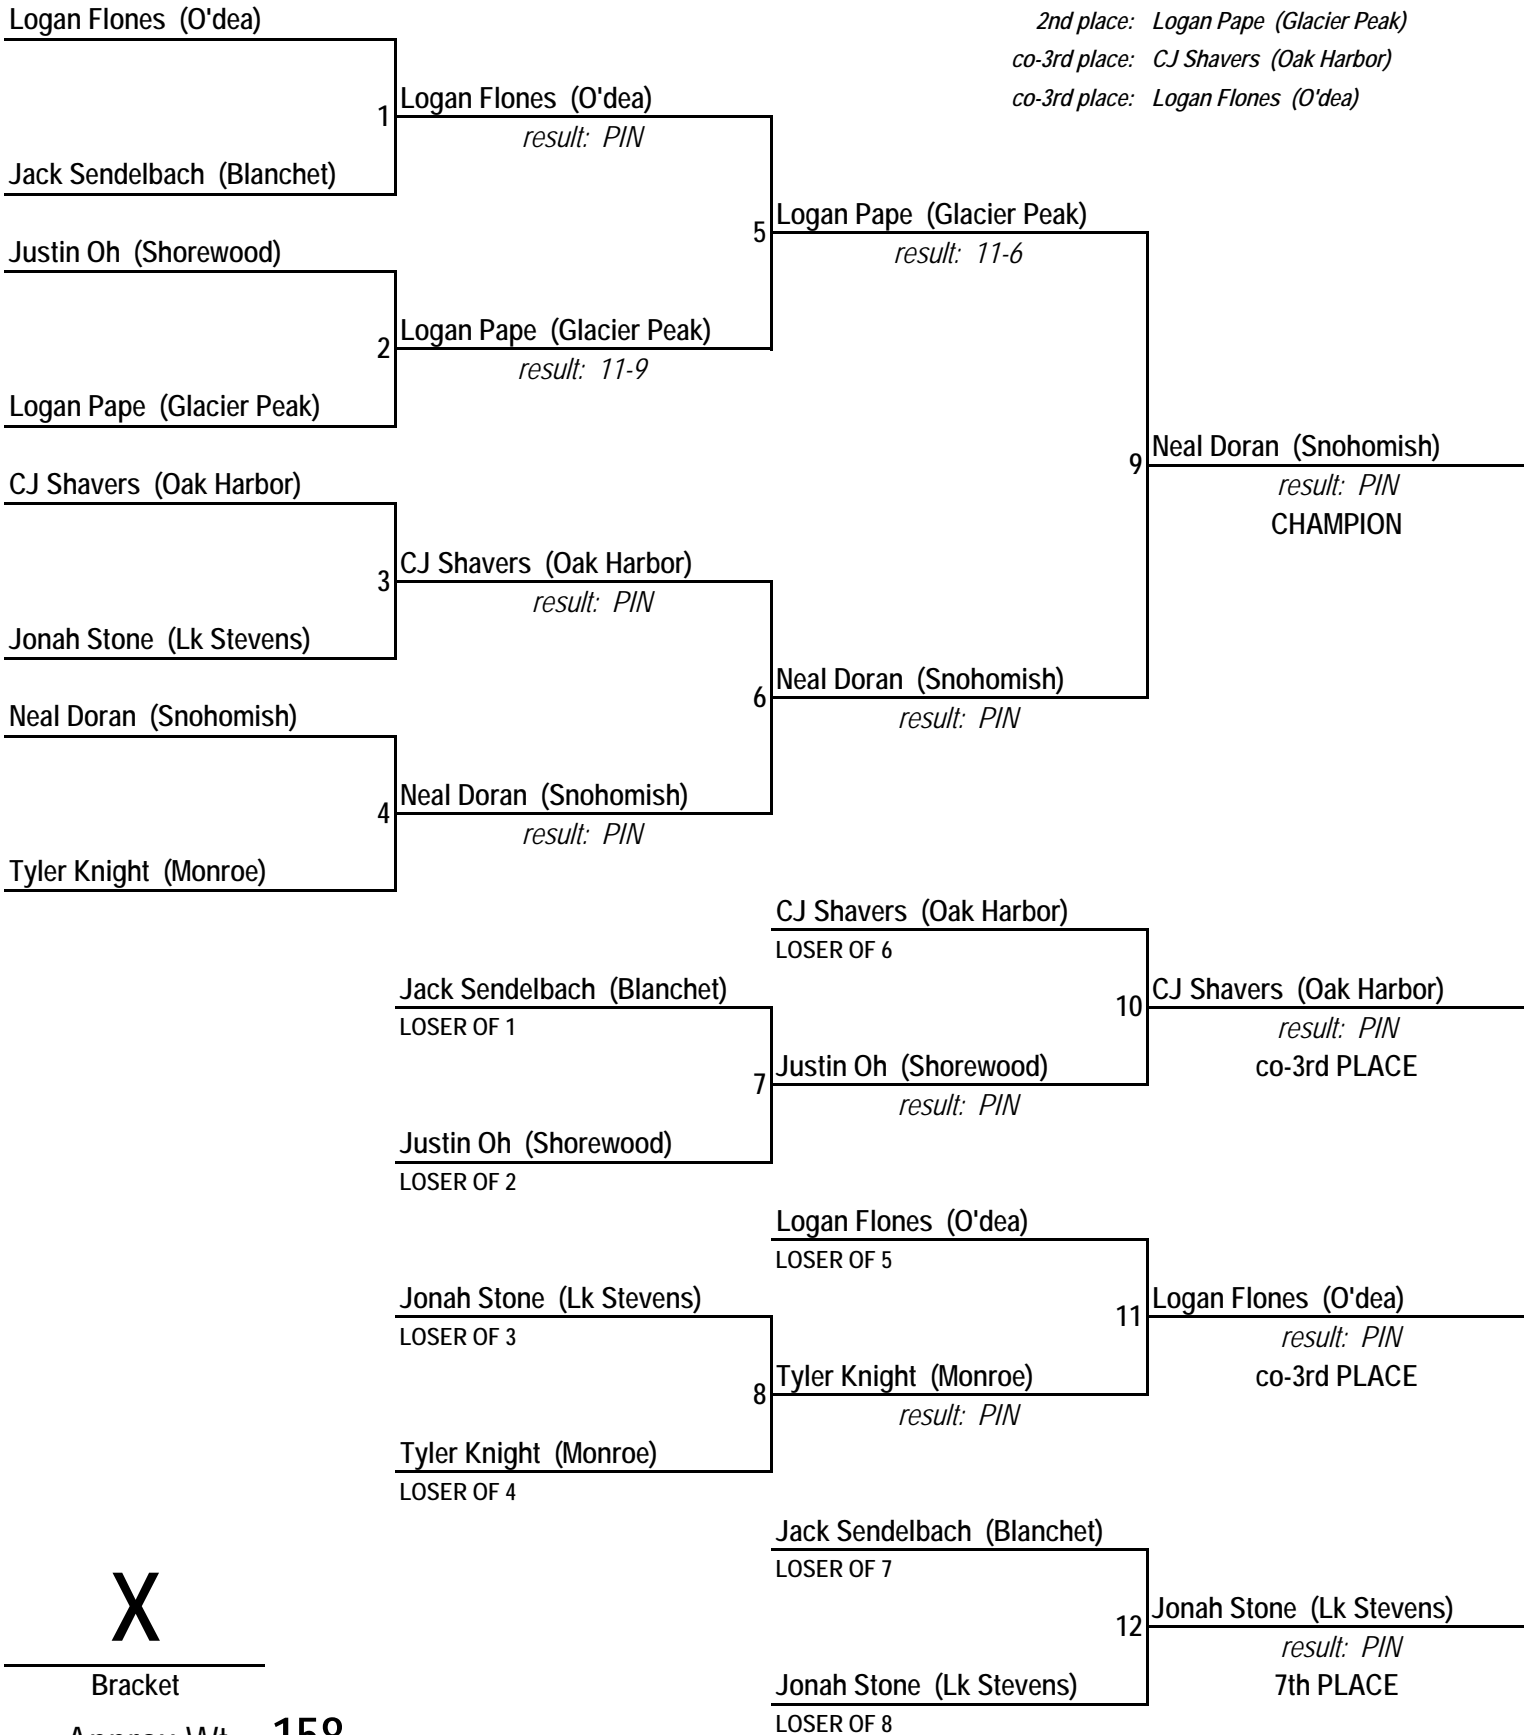 Logan Flones (O'dea)
2nd place: Logan Pape (Glacier Peak)
co-3rd place: CJ Shavers (Oak Harbor)
co-3rd place: Logan Flones (O'dea)
1 Logan Flones (O'dea)
result: PIN
Jack Sendelbach (Blanchet)
5 Logan Pape (Glacier Peak)
result: 11-6
Justin Oh (Shorewood)
2 Logan Pape (Glacier Peak)
result: 11-9
Logan Pape (Glacier Peak)
9 Neal Doran (Snohomish)
result: PIN
CHAMPION
CJ Shavers (Oak Harbor)
3 CJ Shavers (Oak Harbor)
result: PIN
Jonah Stone (Lk Stevens)
6 Neal Doran (Snohomish)
result: PIN
Neal Doran (Snohomish)
4 Neal Doran (Snohomish)
result: PIN
Tyler Knight (Monroe)
CJ Shavers (Oak Harbor)
LOSER OF 6
Jack Sendelbach (Blanchet)
LOSER OF 1
10 CJ Shavers (Oak Harbor)
result: PIN
co-3rd PLACE
7 Justin Oh (Shorewood)
result: PIN
Justin Oh (Shorewood)
LOSER OF 2
Logan Flones (O'dea)
LOSER OF 5
Jonah Stone (Lk Stevens)
LOSER OF 3
11 Logan Flones (O'dea)
result: PIN
co-3rd PLACE
8 Tyler Knight (Monroe)
result: PIN
Tyler Knight (Monroe)
LOSER OF 4
Jack Sendelbach (Blanchet)
LOSER OF 7
12 Jonah Stone (Lk Stevens)
result: PIN
7th PLACE
Jonah Stone (Lk Stevens)
LOSER OF 8
X
Bracket
Approx Wt 158